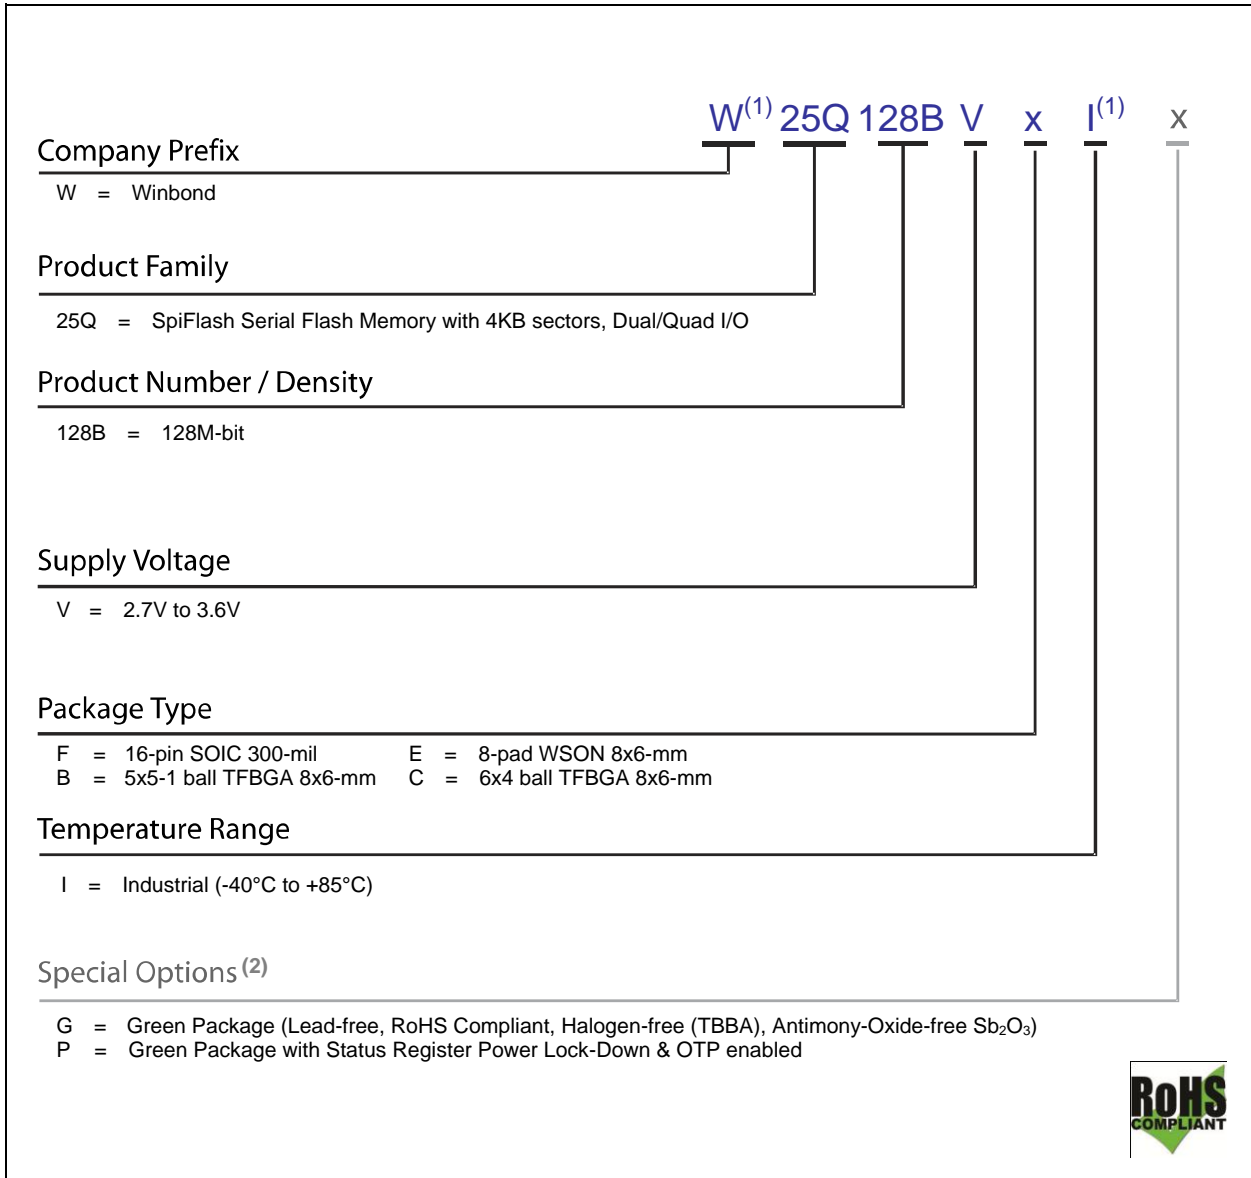 W(1) 25Q 128B V x I(1) x
Company Prefix
W = Winbond
Product Family
25Q = SpiFlash Serial Flash Memory with 4KB sectors, Dual/Quad I/O
Product Number / Density
128B = 128M-bit
Supply Voltage
V = 2.7V to 3.6V
Package Type
F = 16-pin SOIC 300-mil E = 8-pad WSON 8x6-mm
B = 5x5-1 ball TFBGA 8x6-mm C = 6x4 ball TFBGA 8x6-mm
Temperature Range
I = Industrial (-40°C to +85°C)
Special Options (2)
G = Green Package (Lead-free, RoHS Compliant, Halogen-free (TBBA), Antimony-Oxide-free Sb₂O₃)
P = Green Package with Status Register Power Lock-Down & OTP enabled
RoHS
COMPLIANT